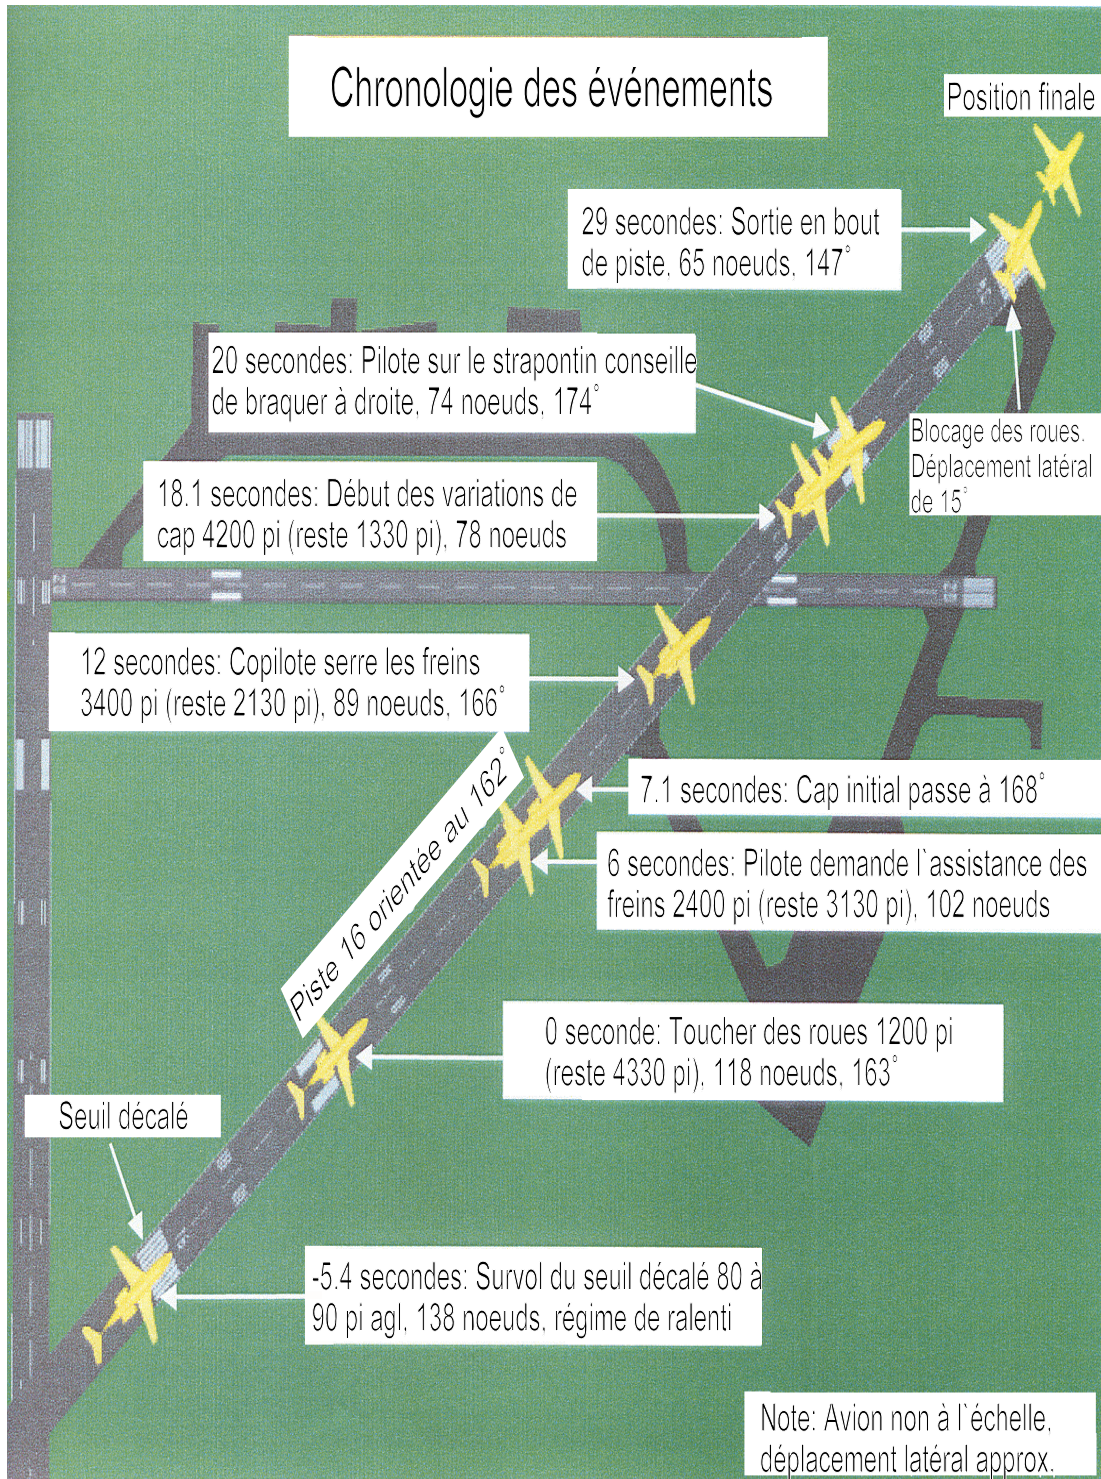 Chronologie des événements
Position finale
29 secondes: Sortie en bout
de piste, 65 noeuds, 147°
20 secondes: Pilote sur le strapontin conseille
de braquer à droite, 74 noeuds, 174°
Blocage des roues.
Déplacement latéral
de 15°
18.1 secondes: Début des variations de
cap 4200 pi (reste 1330 pi), 78 noeuds
12 secondes: Copilote serre les freins
3400 pi (reste 2130 pi), 89 noeuds, 166°
Piste 16 orientée au 162°
7.1 secondes: Cap initial passe à 168°
6 secondes: Pilote demande l`assistance des
freins 2400 pi (reste 3130 pi), 102 noeuds
0 seconde: Toucher des roues 1200 pi
(reste 4330 pi), 118 noeuds, 163°
Seuil décalé
-5.4 secondes: Survol du seuil décalé 80 à
90 pi agl, 138 noeuds, régime de ralenti
Note: Avion non à l`échelle,
déplacement latéral approx.